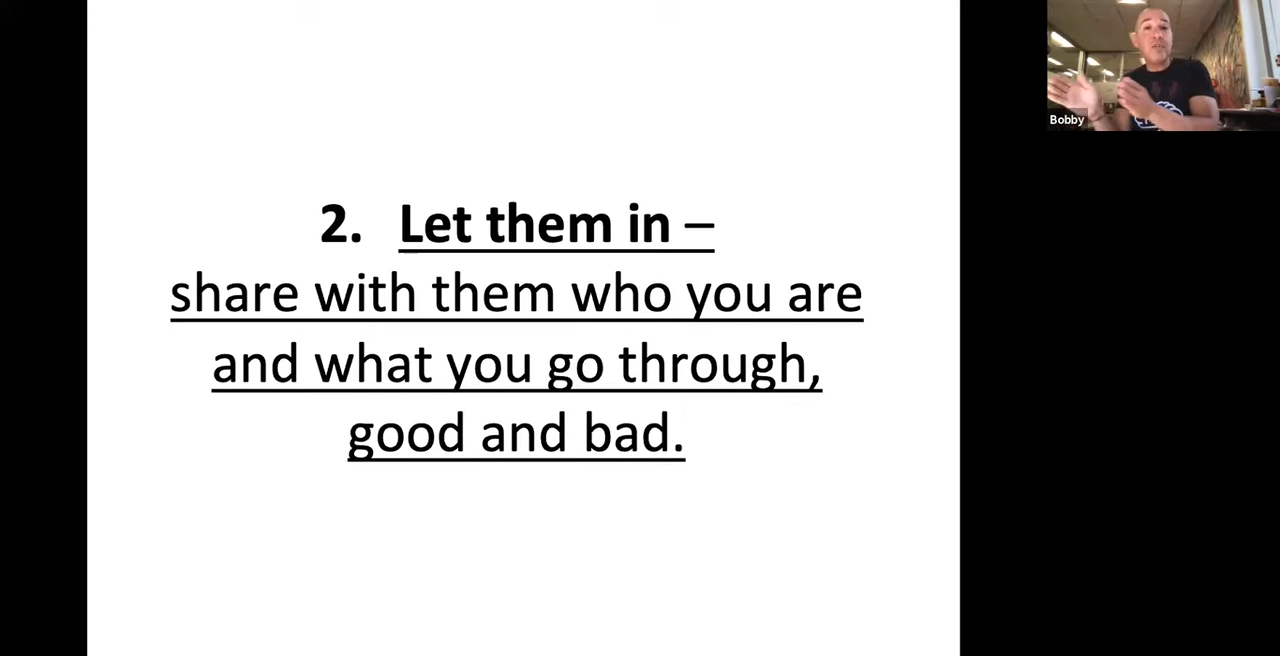 2. Let them in –
share with them who you are
and what you go through,
good and bad.
Bobby